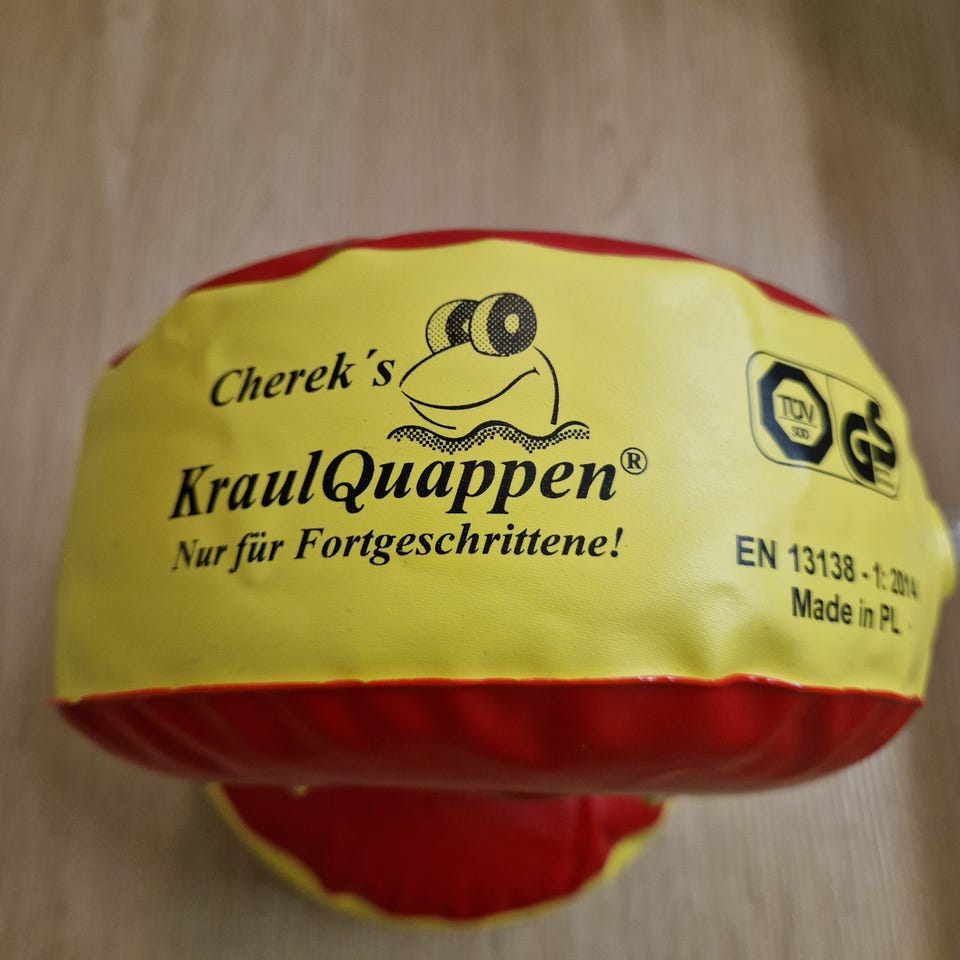 Cherek´s
KraulQuappen®
Nur für Fortgeschrittene!
TÜV
SÜD
GS
EN 13138 - 1: 2014
Made in PL